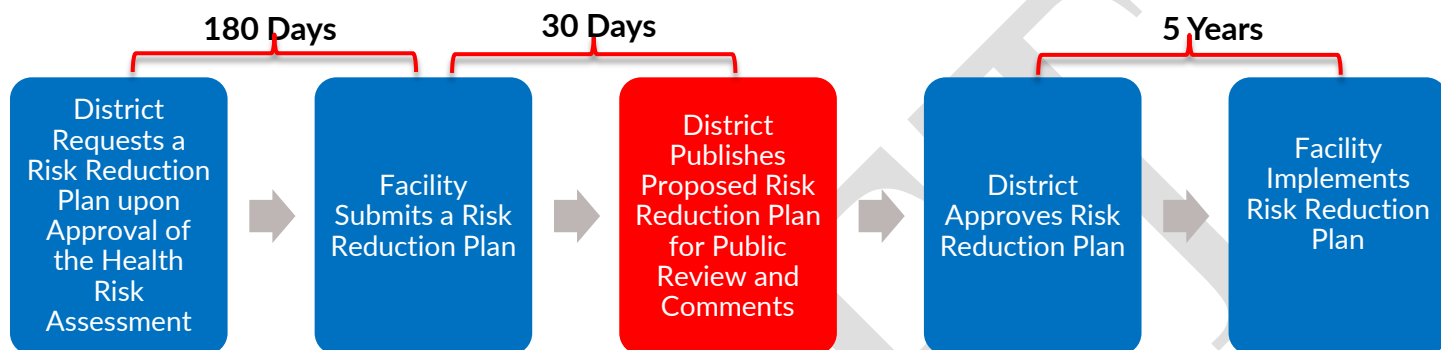 180 Days
30 Days
5 Years
District
Requests a
Risk Reduction
Plan upon
Approval of
the Health
Risk
Assessment
Facility
Submits a Risk
Reduction Plan
District
Publishes
Proposed Risk
Reduction Plan
for Public
Review and
Comments
District
Approves Risk
Reduction Plan
Facility
Implements
Risk Reduction
Plan